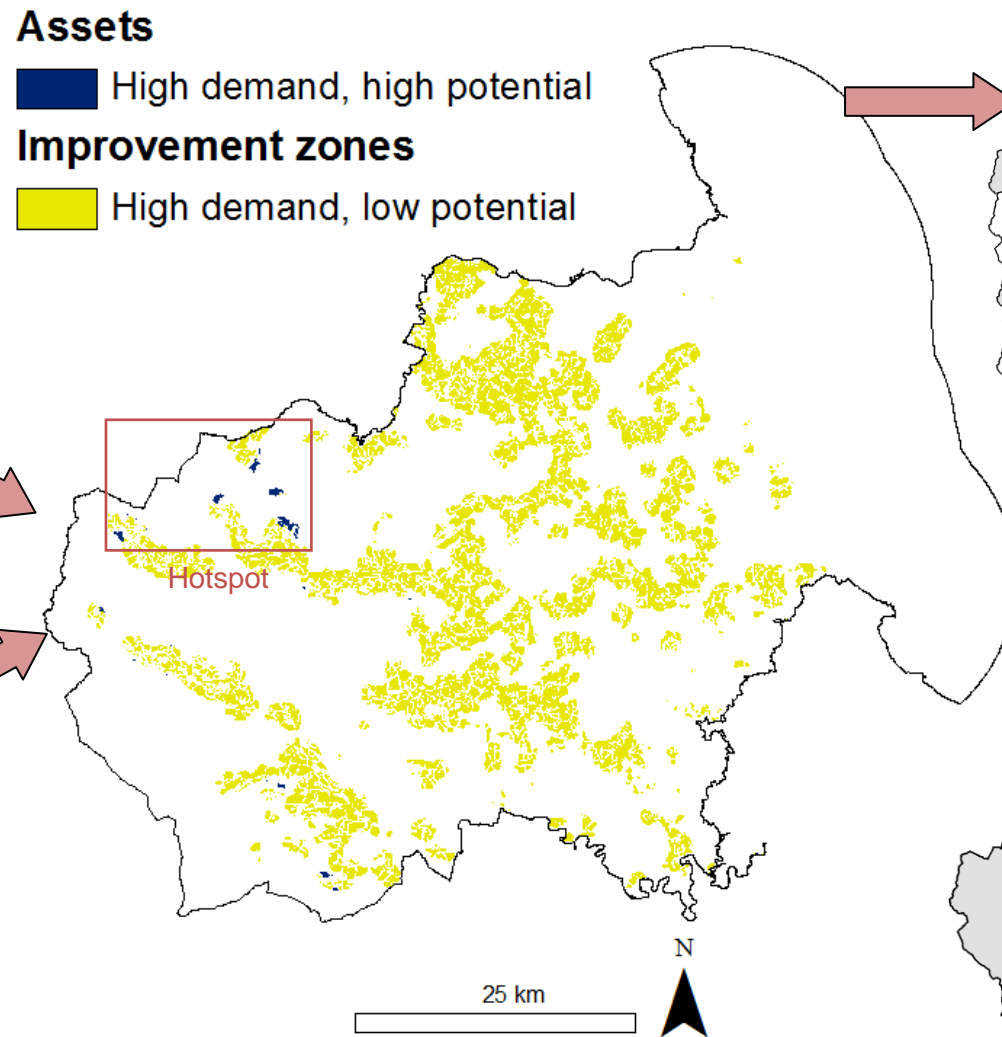 Assets
High demand, high potential
Improvement zones
High demand, low potential
Hotspot
N
25 km